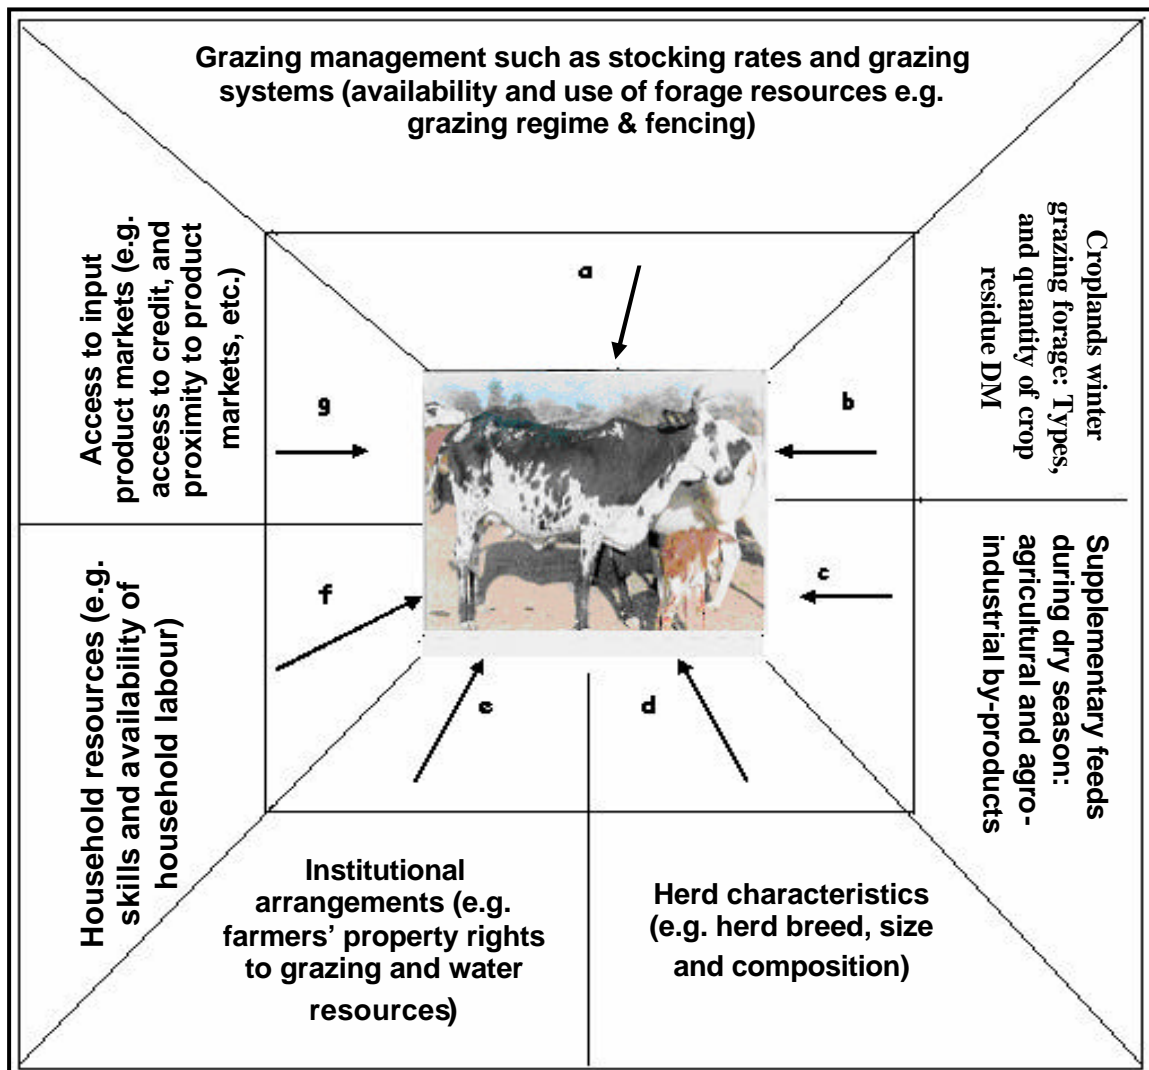 Grazing management such as stocking rates and grazing
systems (availability and use of forage resources e.g.
grazing regime & fencing)
Access to input
product markets (e.g.
access to credit, and
proximity to product
markets, etc.)
Croplands winter
grazing forage: Types,
and quantity of crop
residue DM
a
g
b
f
c
e
d
Household resources (e.g.
skills and availability of
household labour)
Supplementary feeds
during dry season:
agricultural and agro-
industrial by-products
Institutional
arrangements (e.g.
farmers’ property rights
to grazing and water
resources)
Herd characteristics
(e.g. herd breed, size
and composition)